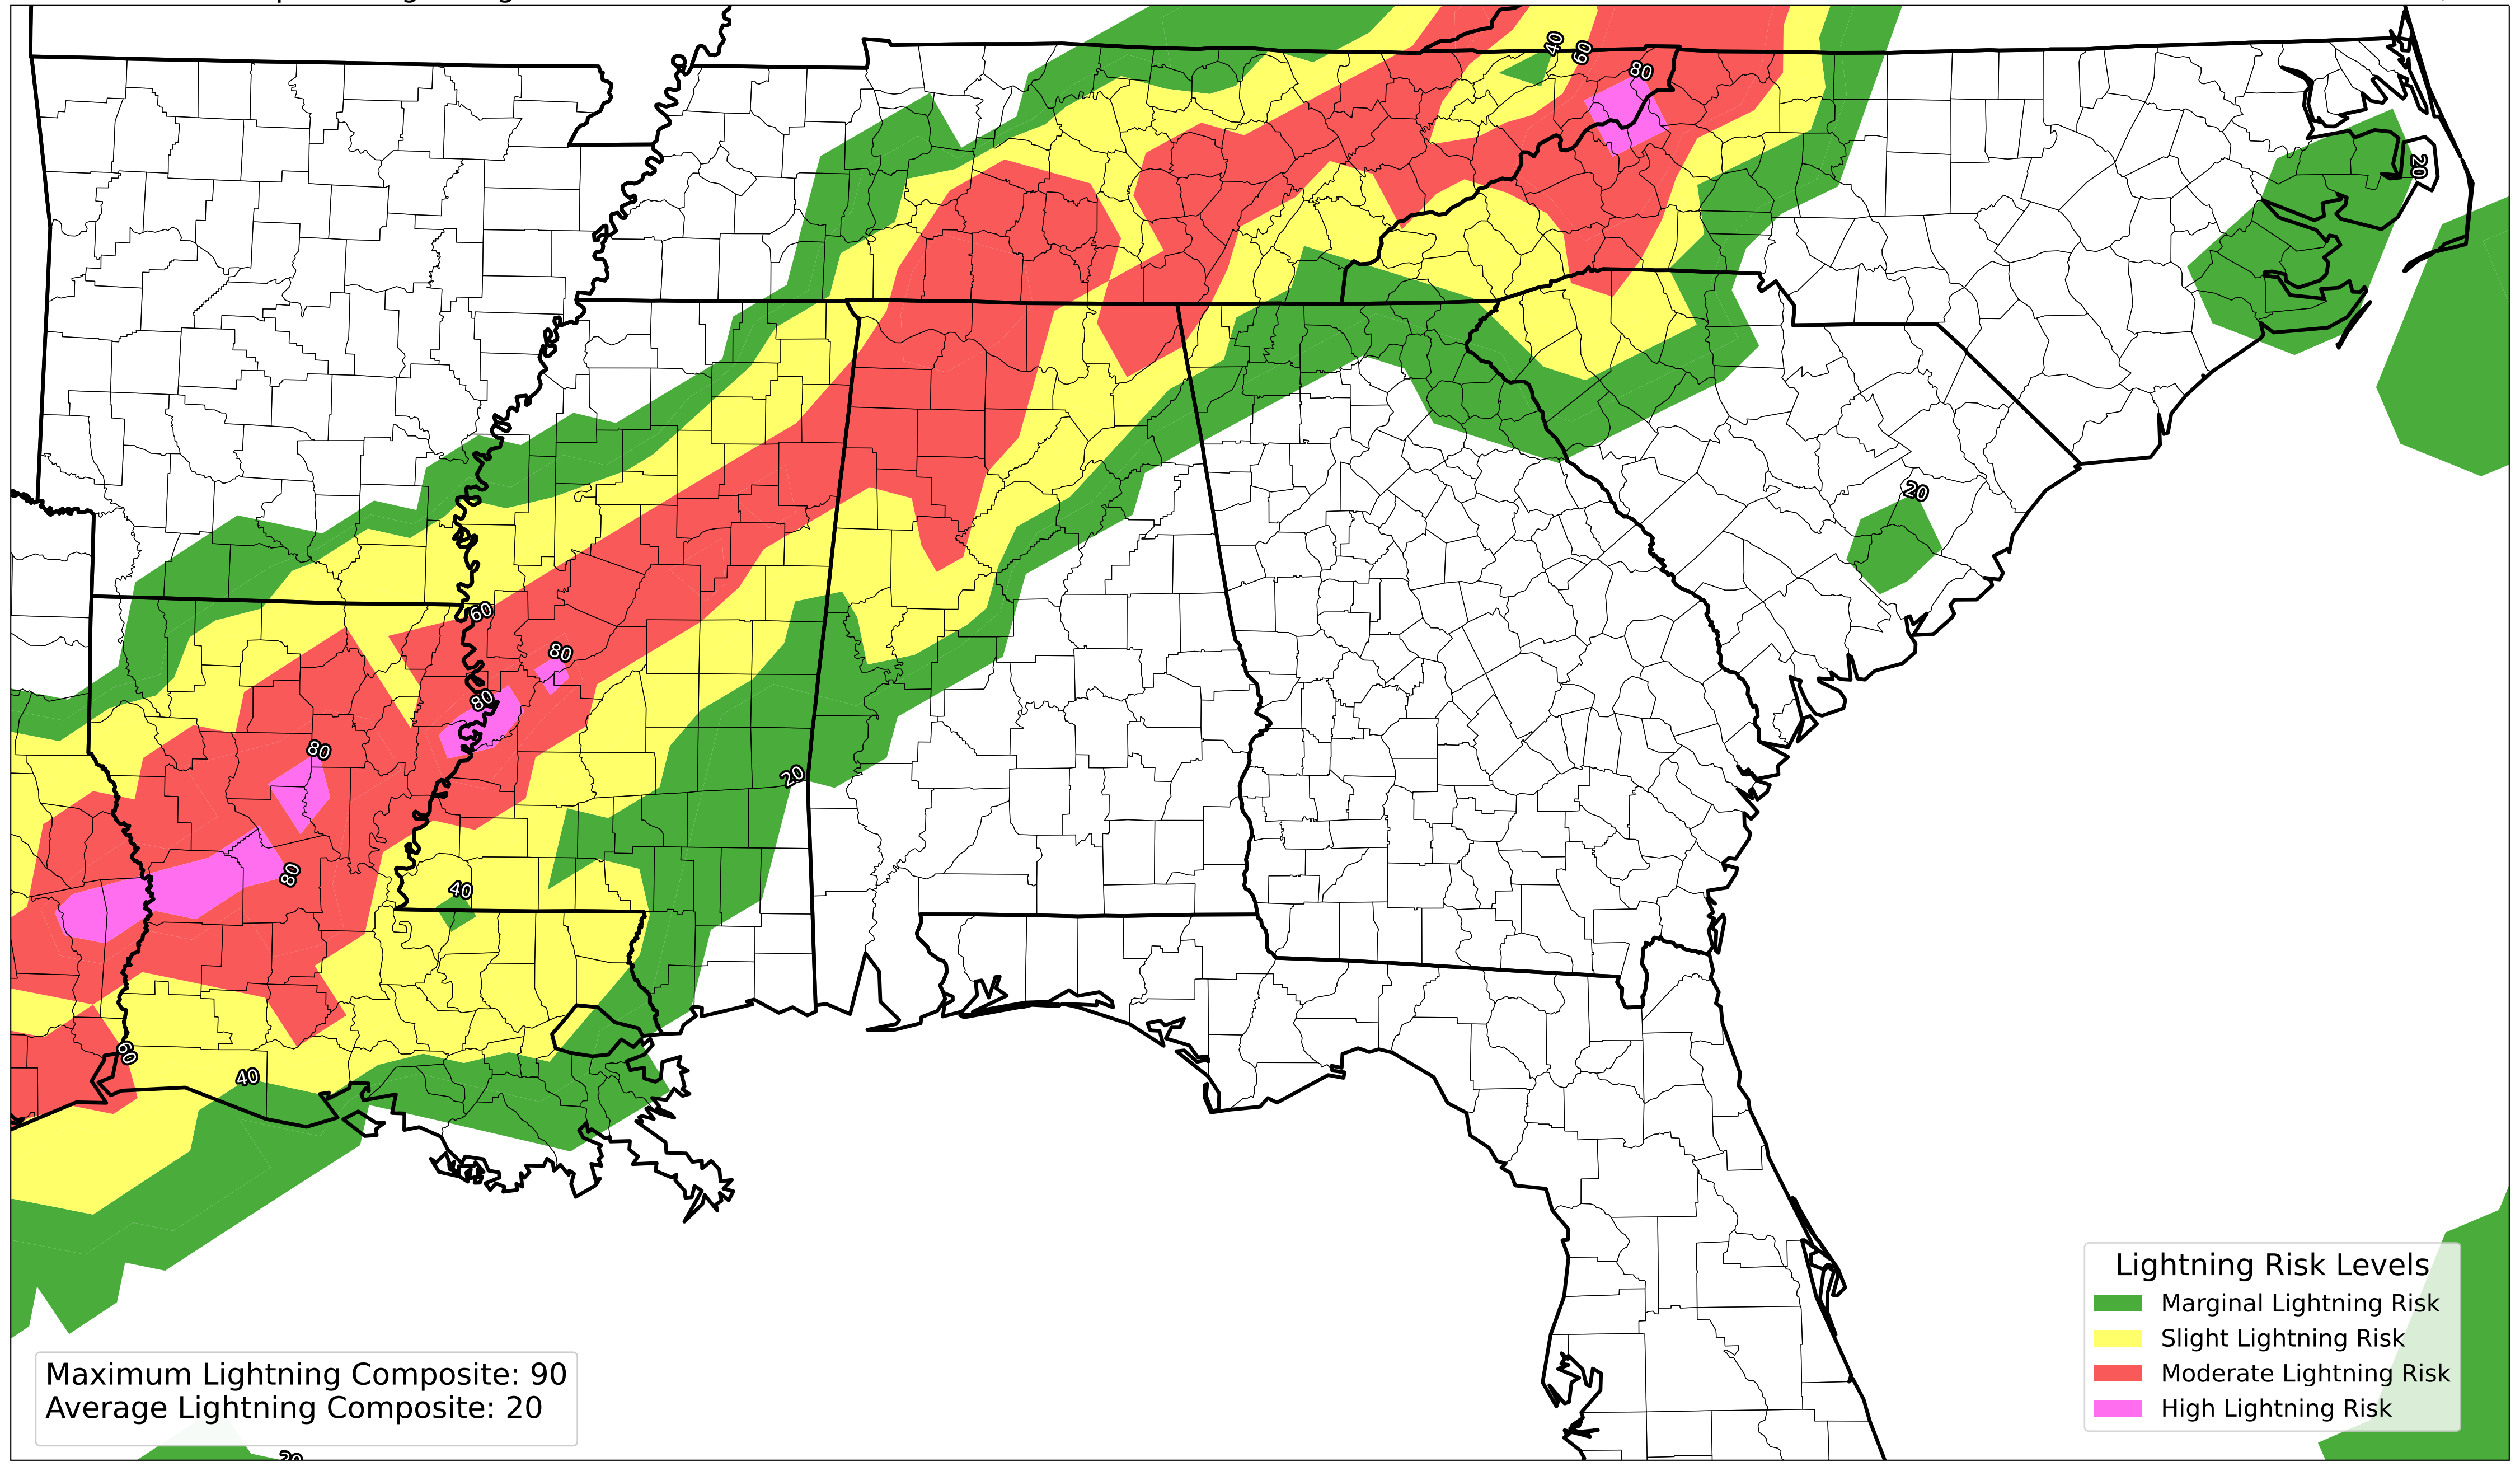 40
60
80
20
20
60
80
80
80
20
80
40
60
40
Lightning Risk Levels
Marginal Lightning Risk
Slight Lightning Risk
Moderate Lightning Risk
High Lightning Risk
Maximum Lightning Composite: 90
Average Lightning Composite: 20